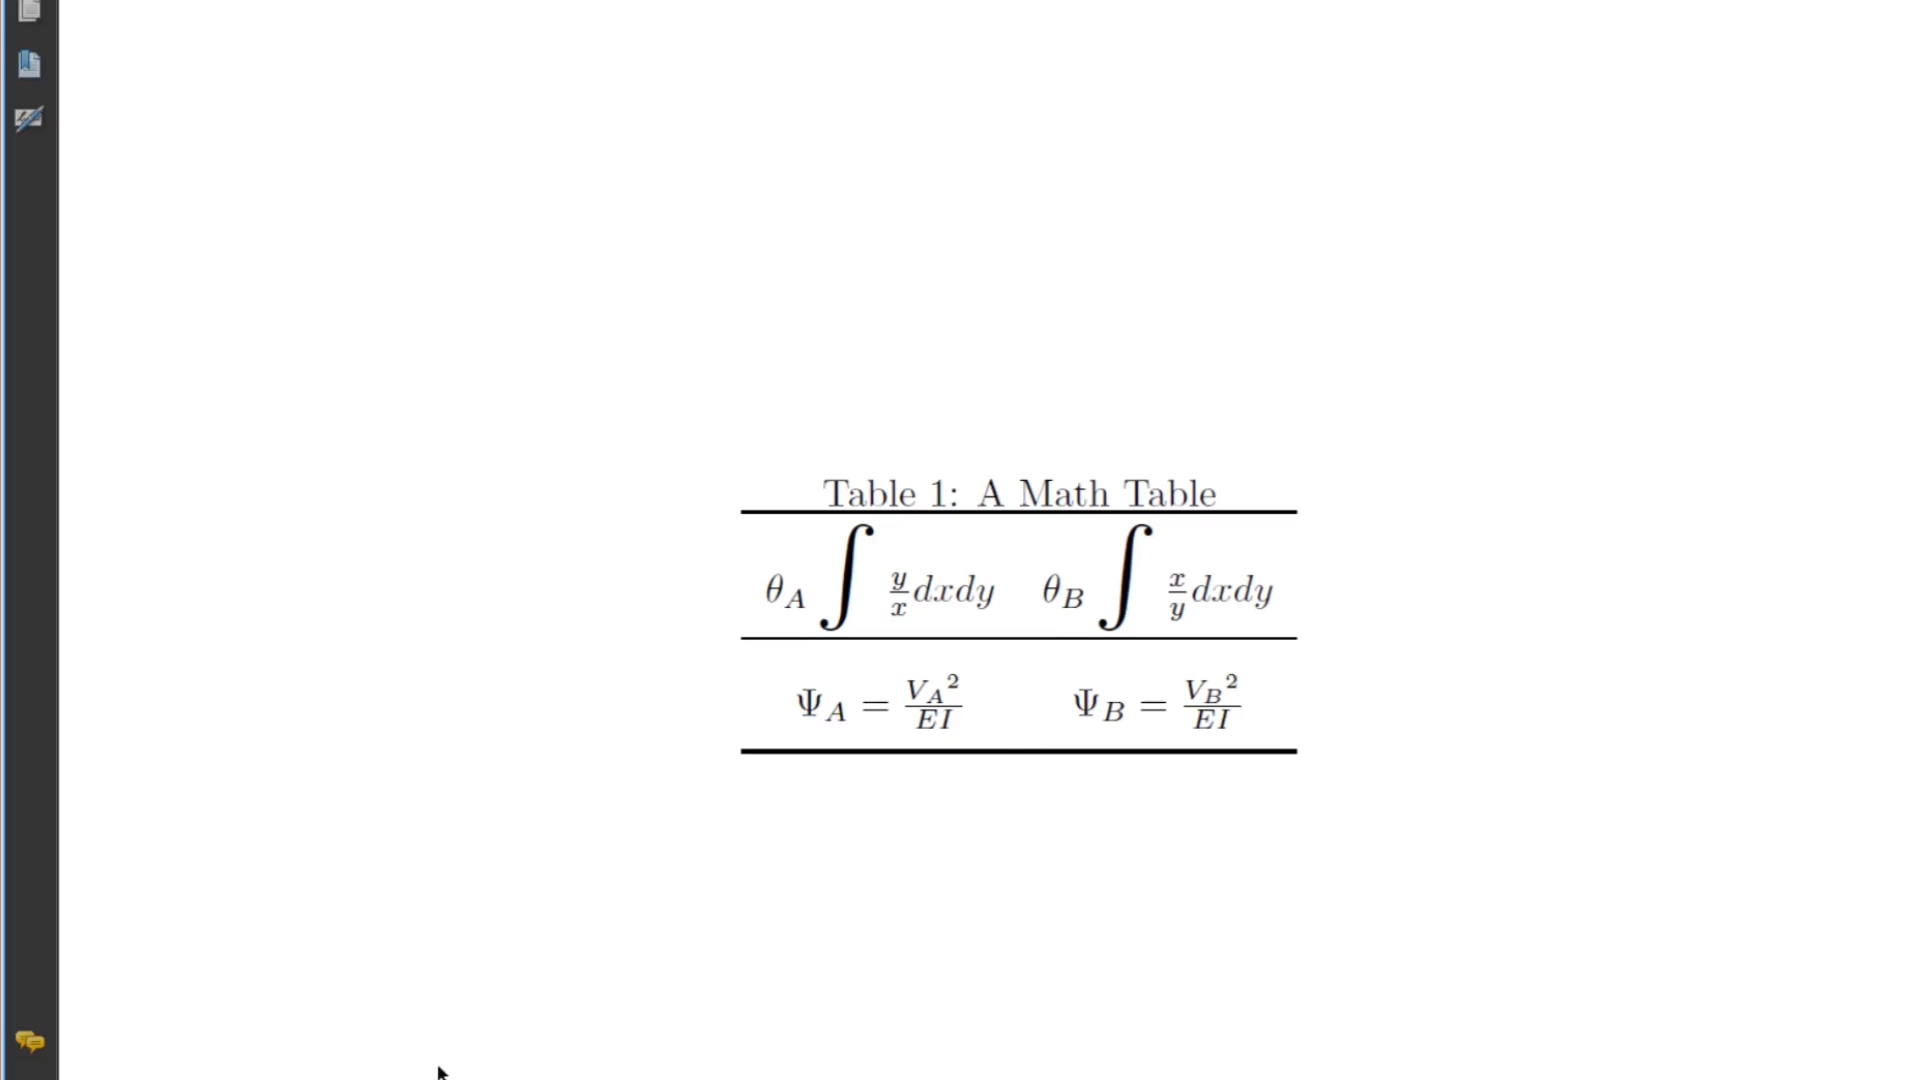 Table 1: A Math Table
θ_A ∫ y/x dxdy θ_B ∫ x/y dxdy
Ψ_A = V_A²/EI Ψ_B = V_B²/EI